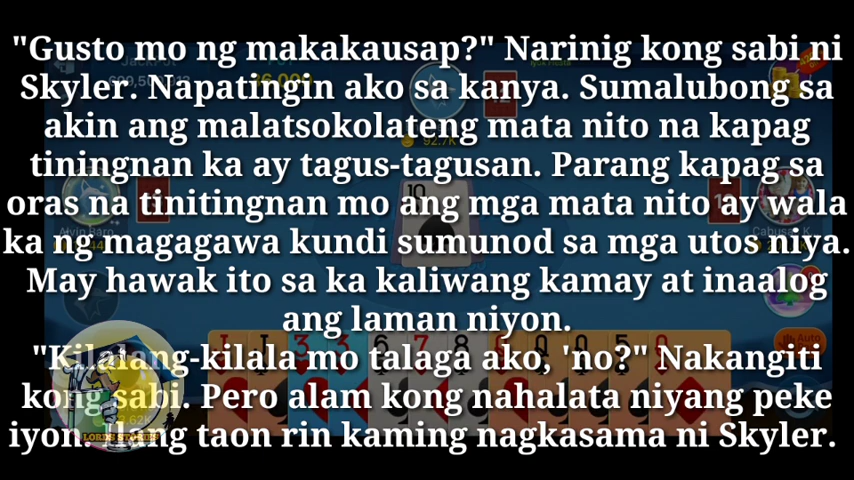 "Gusto mo ng makakausap?" Narinig kong sabi ni
Skyler. Napatingin ako sa kanya. Sumalubong sa
akin ang malatsokolateng mata nito na kapag
tiningnan ka ay tagus-tagusan. Parang kapag sa
oras na tinitingnan mo ang mga mata nito ay wala
ka ng magagawa kundi sumunod sa mga utos niya.
May hawak ito sa ka kaliwang kamay at inaalog
ang laman niyon.
"Kilalang-kilala mo talaga ako, 'no?" Nakangiti
kong sabi. Pero alam kong nahalata niyang peke
iyon. Ilang taon rin kaming nagkasama ni Skyler.
LORDS STORIES